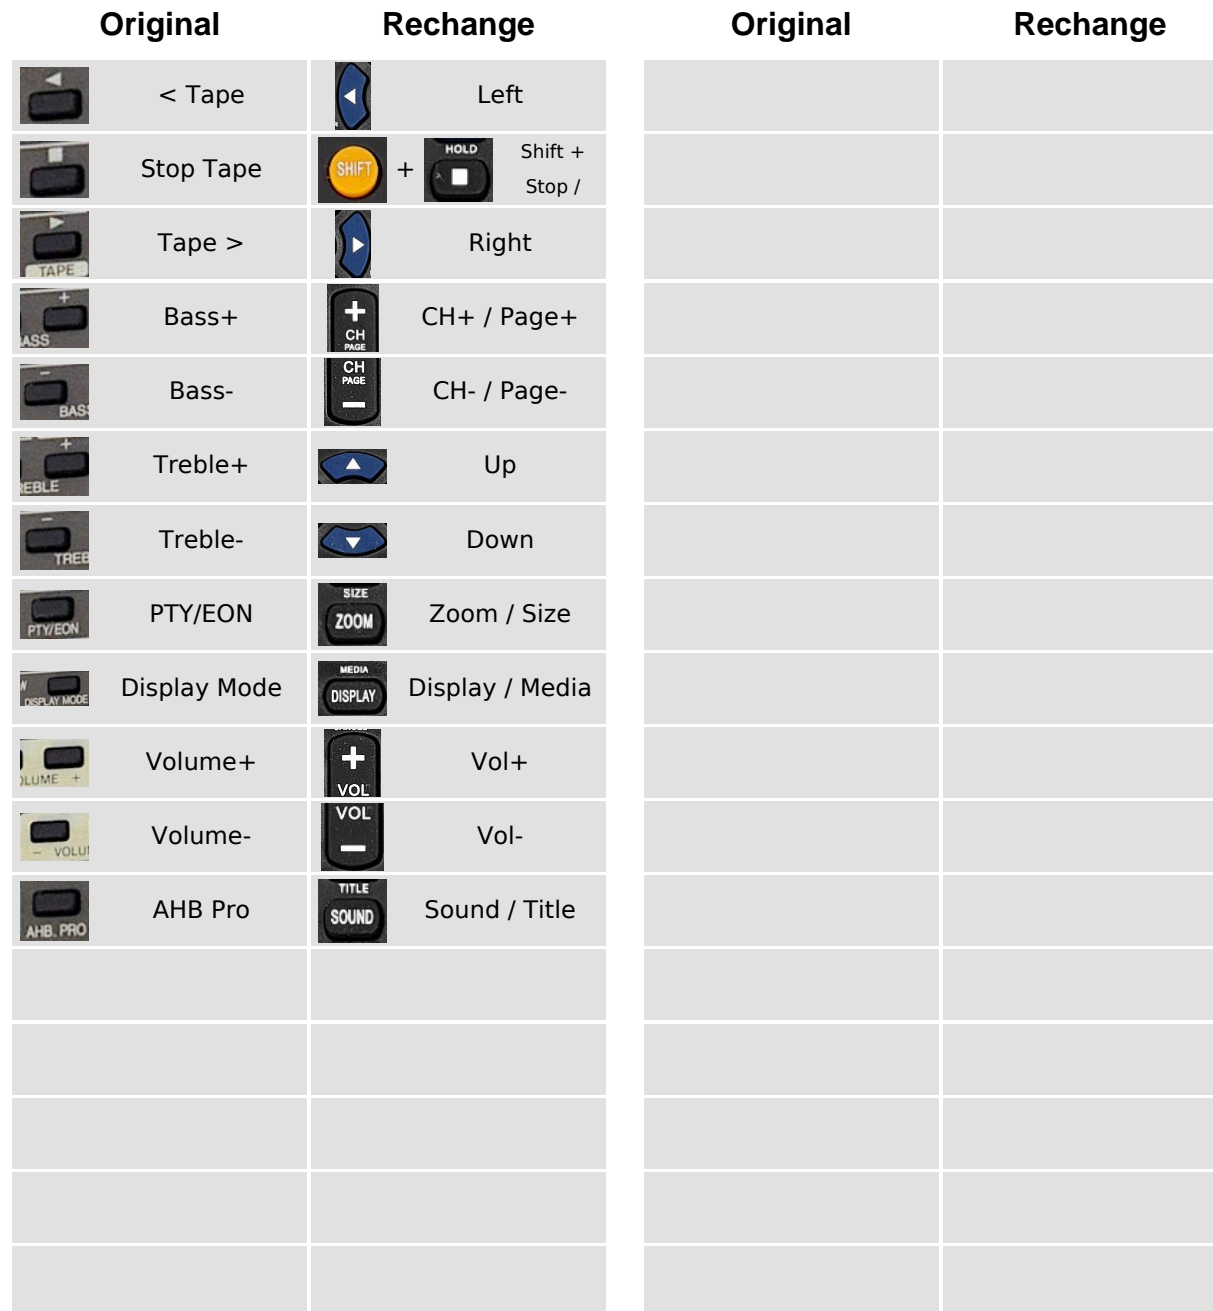 Original Rechange Original Rechange
< Tape Left
Stop Tape SHIFT + HOLD Shift +
Stop /
TAPE Tape > Right
+ ASS Bass+ + CH PAGE CH+ / Page+
- BAS Bass- CH PAGE - CH- / Page-
+ EBLE Treble+ Up
- TREB Treble- Down
PTY/EON PTY/EON SIZE ZOOM Zoom / Size
DISPLAY MODE Display Mode MEDIA DISPLAY Display / Media
OLUME + Volume+ + VOL Vol+
- VOLU Volume- VOL - Vol-
AHB. PRO AHB Pro TITLE SOUND Sound / Title